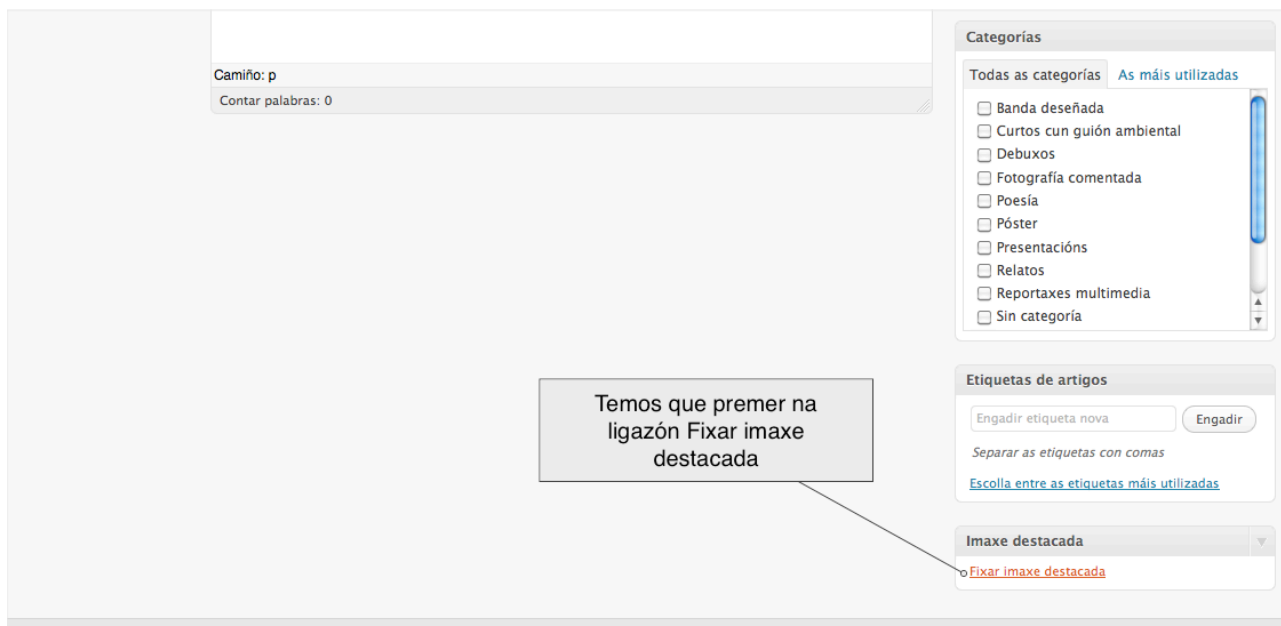 Camiño: p
Contar palabras: 0
Categorías
Todas as categorías As máis utilizadas
Banda deseñada
Curtos cun guión ambiental
Debuxos
Fotografía comentada
Poesía
Póster
Presentacións
Relatos
Reportaxes multimedia
Sin categoría
Etiquetas de artigos
Engadir etiqueta nova Engadir
Separar as etiquetas con comas
Escolla entre as etiquetas máis utilizadas
Imaxe destacada
Fixar imaxe destacada
Temos que premer na
ligazón Fixar imaxe
destacada